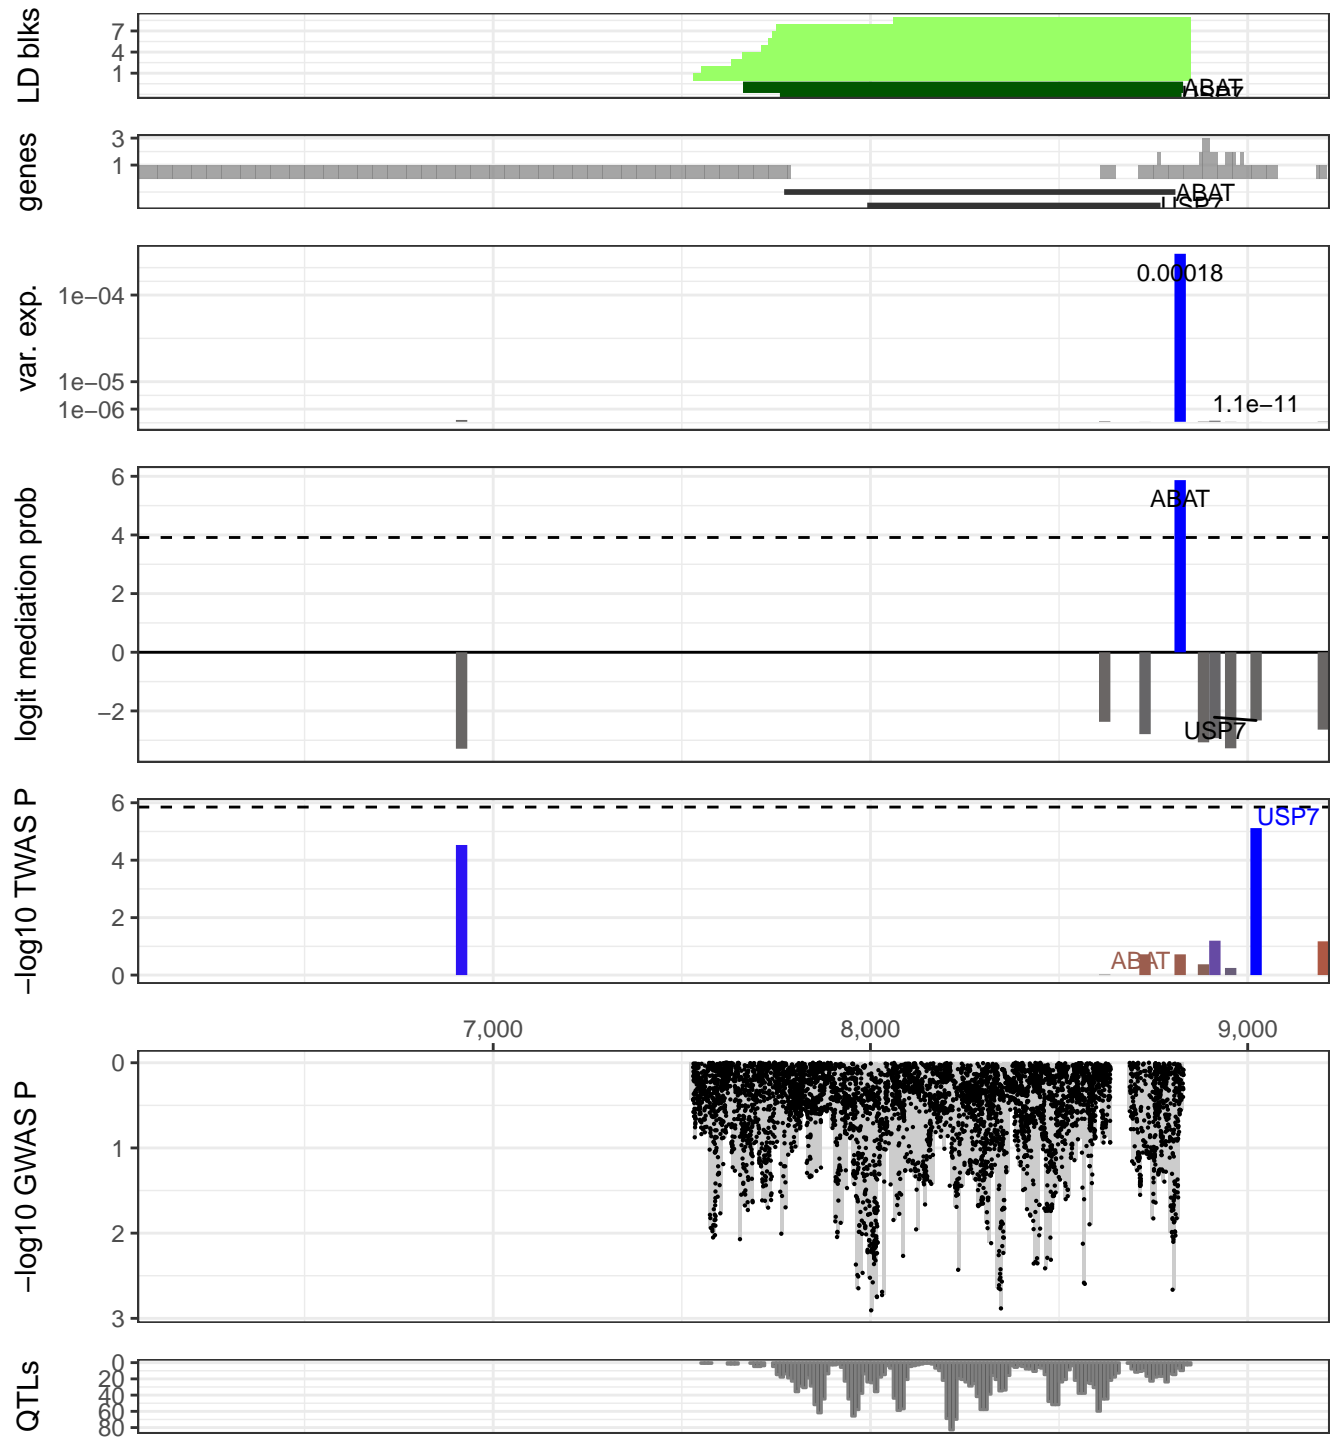 LD blks
7
4
1
ABAT
USP7
genes
3
1
ABAT
USP7
var. exp.
1e−04
1e−05
1e−06
0.00018
1.1e−11
logit mediation prob
6
4
2
0
−2
ABAT
USP7
−log10 TWAS P
6
4
2
0
USP7
ABAT
7,000 8,000 9,000
−log10 GWAS P
0
1
2
3
QTLs
0
20
40
60
80